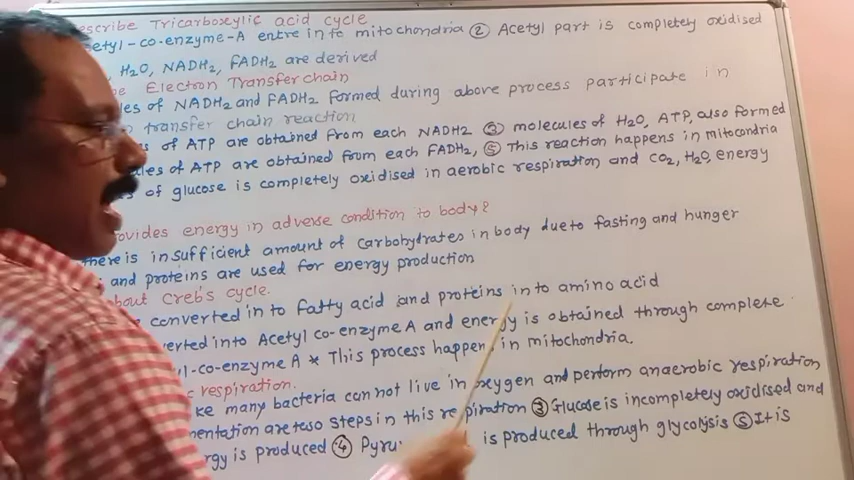 escribe Tricarboxylic acid cycle
etyl-co-enzyme-A entre into mitochondria ② Acetyl part is completely oxidised
, H2O, NADH2, FADH2 are derived
be Electron Transfer chain
les of NADH2 and FADH2 formed during above process participate in
transfer chain reaction
s of ATP are obtained from each NADH2 ③ molecules of H2O, ATP, also formed
les of ATP are obtained from each FADH2, ⑤ This reaction happens in mitocondria
s of glucose is completely oxidised in aerobic respiration and CO2, H2O, energy
rovides energy in adverse condition to body?
there is insufficient amount of carbohydrates in body due to fasting and hunger
and proteins are used for energy production
about Creb's cycle.
converted in to fatty acid and proteins in to amino acid
verted into Acetyl co-enzyme A and energy is obtained through complete
l-co-enzyme A * This process happen in mitochondria.
c respiration.
ke many bacteria cannot live in oxygen and perform anaerobic respiration
mentation are teso steps in this respiration ③ Glucose is incompletely oxidised and
rgy is produced ④ Pyru is produced through glycolysis ⑤ It is